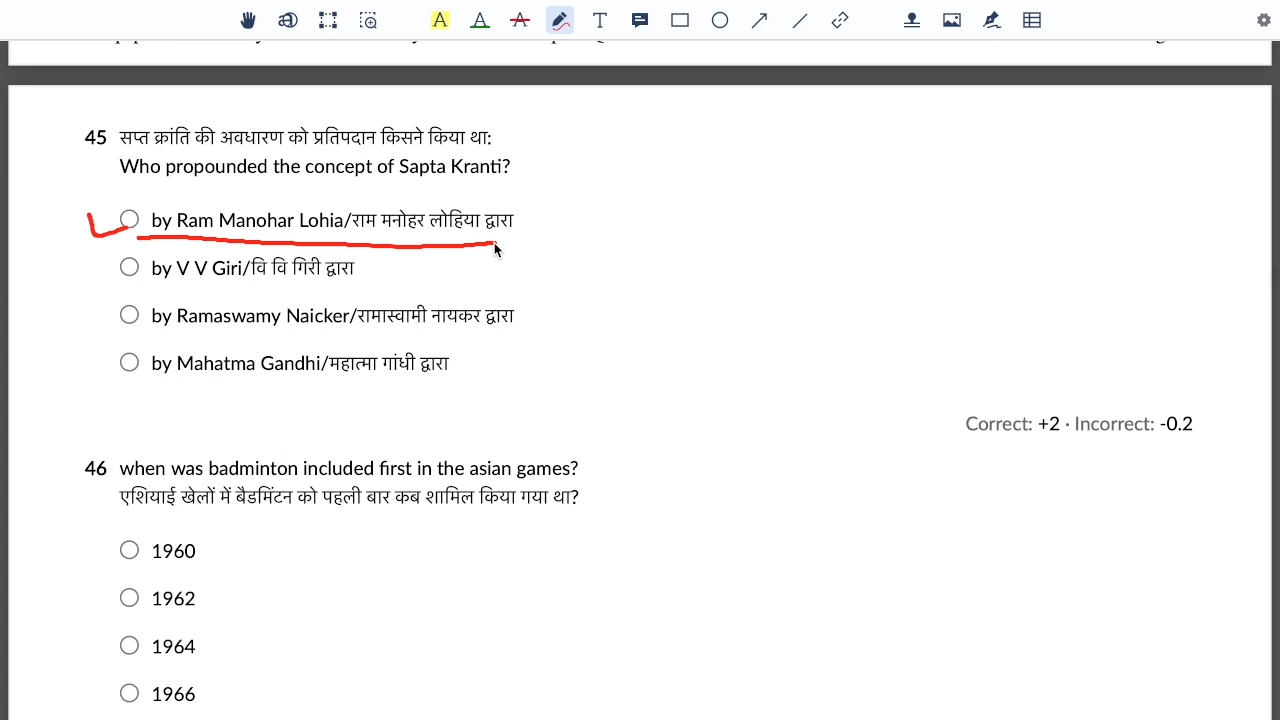 45 सप्त क्रांति की अवधारण को प्रतिपदान किसने किया था:
Who propounded the concept of Sapta Kranti?
by Ram Manohar Lohia/राम मनोहर लोहिया द्वारा
by V V Giri/वि वि गिरी द्वारा
by Ramaswamy Naicker/रामास्वामी नायकर द्वारा
by Mahatma Gandhi/महात्मा गांधी द्वारा
Correct: +2 · Incorrect: -0.2
46 when was badminton included first in the asian games?
एशियाई खेलों में बैडमिंटन को पहली बार कब शामिल किया गया था?
1960
1962
1964
1966